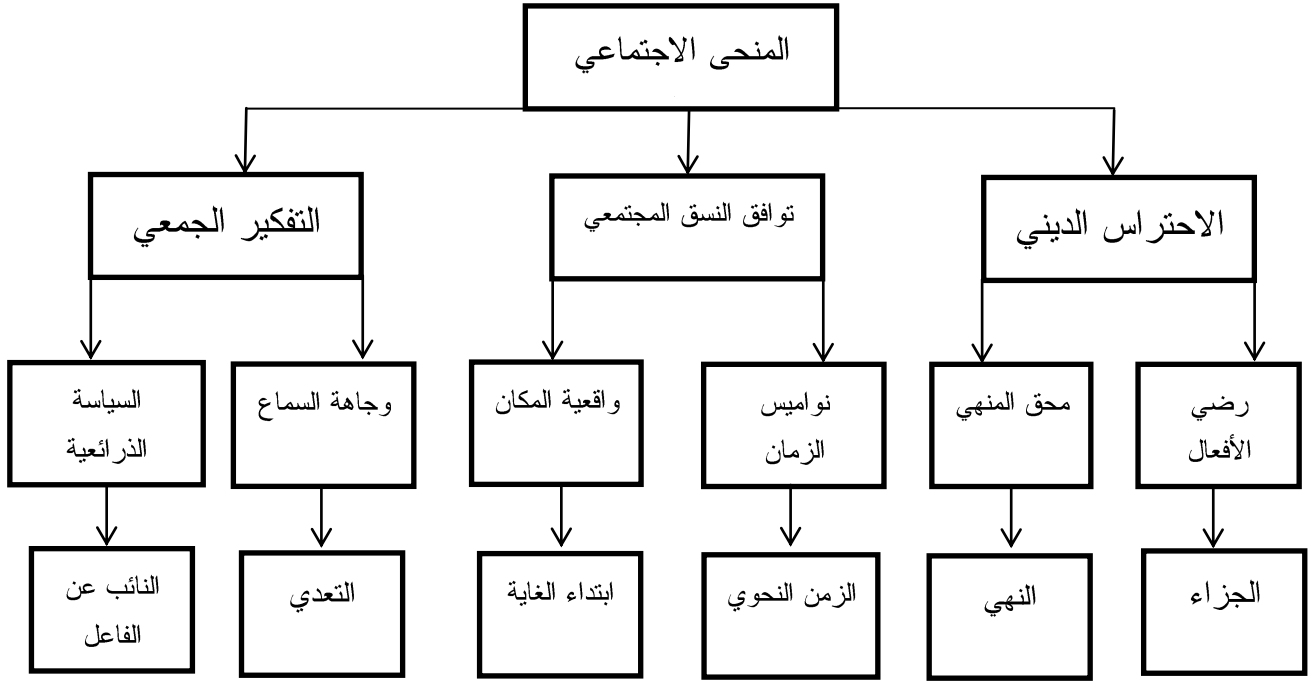 المنحى الاجتماعي
الاحتراس الديني
توافق النسق المجتمعي
التفكير الجمعي
رضي
الأفعال
محق المنهي
نواميس
الزمان
واقعية المكان
وجاهة السماع
السياسة
الذرائعية
الجزاء
النهي
الزمن النحوي
ابتداء الغاية
التعدي
النائب عن
الفاعل